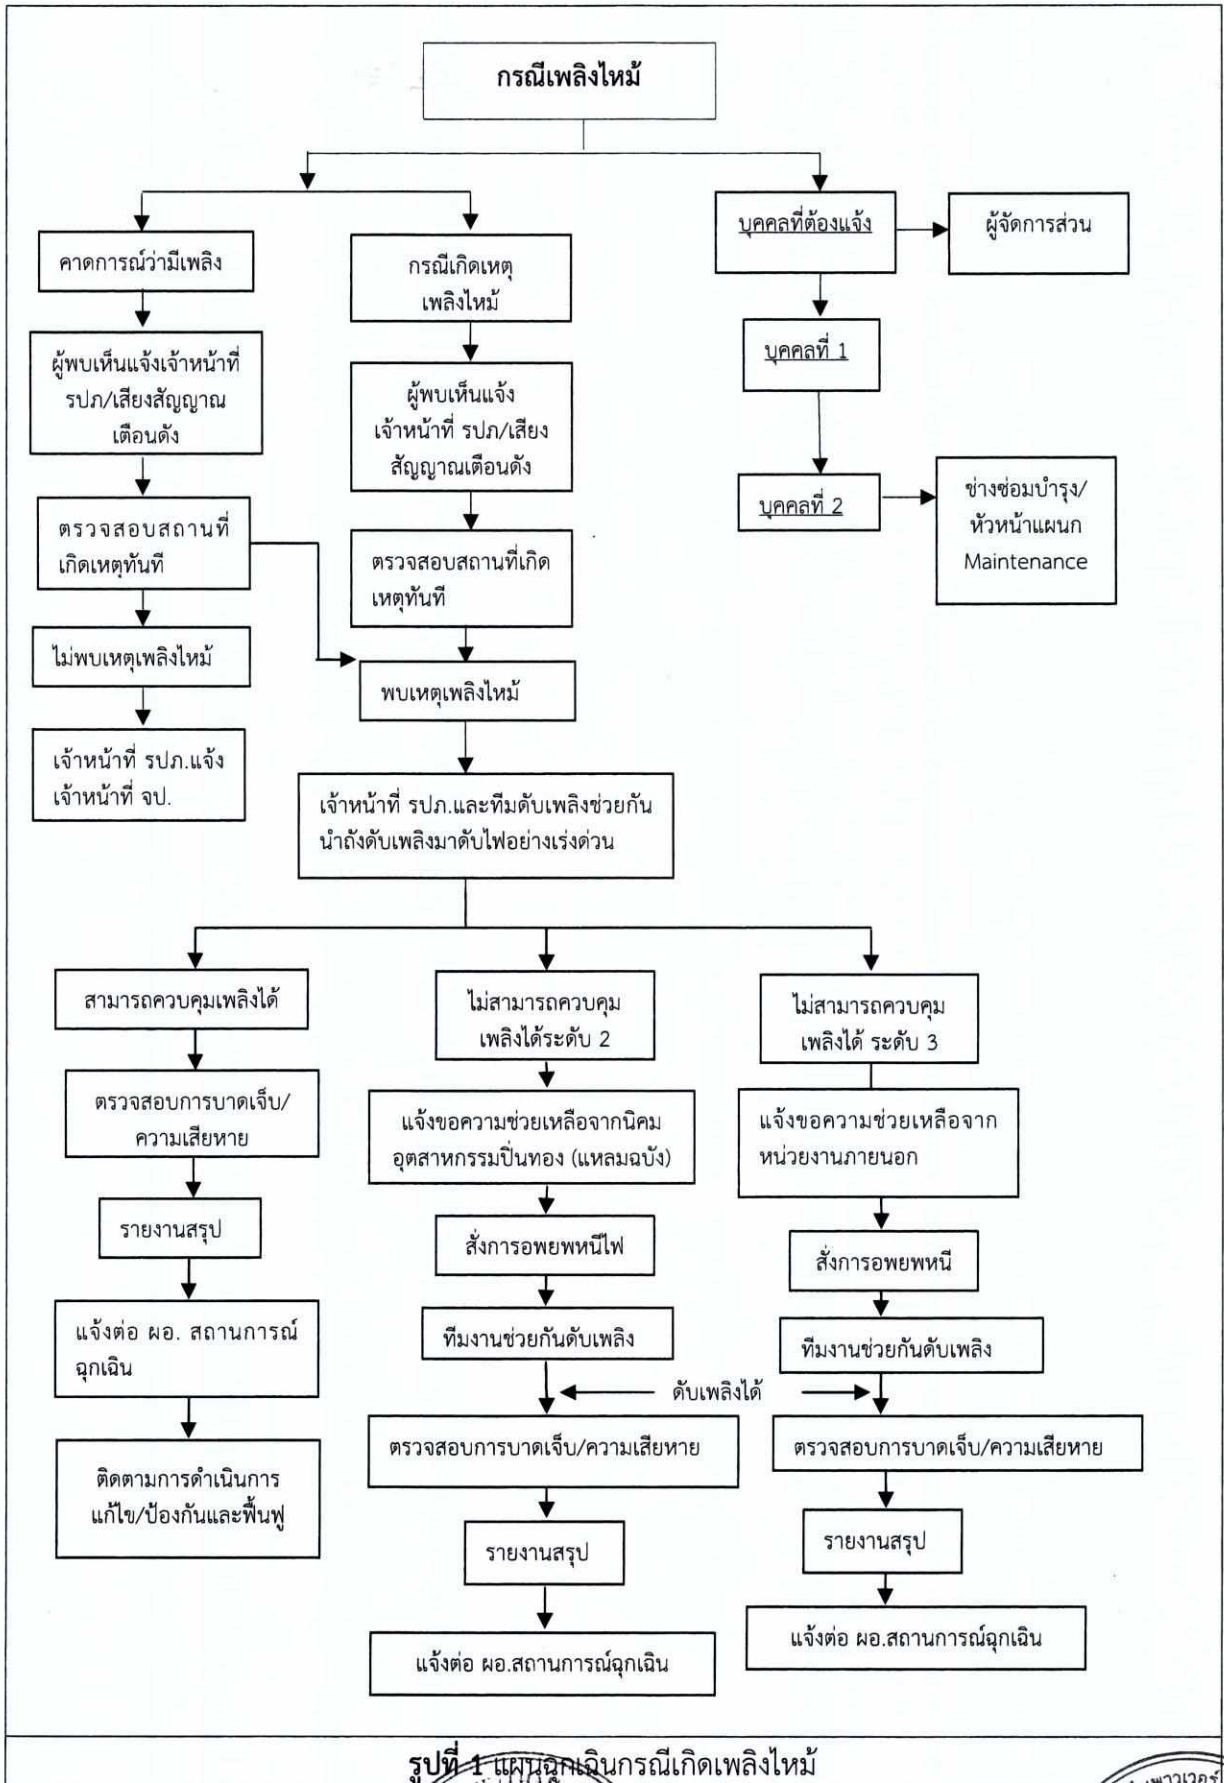 กรณีเพลิงไหม้
คาดการณ์ว่ามีเพลิง
ผู้พบเห็นแจ้งเจ้าหน้าที่
รปภ/เสียงสัญญาณ
เตือนดัง
ตรวจสอบสถานที่
เกิดเหตุทันที
ไม่พบเหตุเพลิงไหม้
เจ้าหน้าที่ รปภ.แจ้ง
เจ้าหน้าที่ จป.
กรณีเกิดเหตุ
เพลิงไหม้
ผู้พบเห็นแจ้ง
เจ้าหน้าที่ รปภ/เสียง
สัญญาณเตือนดัง
ตรวจสอบสถานที่เกิด
เหตุทันที
พบเหตุเพลิงไหม้
บุคคลที่ต้องแจ้ง
ผู้จัดการส่วน
บุคคลที่ 1
บุคคลที่ 2
ช่างซ่อมบำรุง/
หัวหน้าแผนก
Maintenance
เจ้าหน้าที่ รปภ.และทีมดับเพลิงช่วยกัน
นำถังดับเพลิงมาดับไฟอย่างเร่งด่วน
สามารถควบคุมเพลิงได้
ตรวจสอบการบาดเจ็บ/
ความเสียหาย
รายงานสรุป
แจ้งต่อ ผอ. สถานการณ์
ฉุกเฉิน
ติดตามการดำเนินการ
แก้ไข/ป้องกันและฟื้นฟู
ไม่สามารถควบคุม
เพลิงได้ระดับ 2
แจ้งขอความช่วยเหลือจากนิคม
อุตสาหกรรมปิ่นทอง (แหลมฉบัง)
สั่งการอพยพหนีไฟ
ทีมงานช่วยกันดับเพลิง
ดับเพลิงได้
ตรวจสอบการบาดเจ็บ/ความเสียหาย
รายงานสรุป
แจ้งต่อ ผอ.สถานการณ์ฉุกเฉิน
ไม่สามารถควบคุม
เพลิงได้ ระดับ 3
แจ้งขอความช่วยเหลือจาก
หน่วยงานภายนอก
สั่งการอพยพหนี
ทีมงานช่วยกันดับเพลิง
ตรวจสอบการบาดเจ็บ/ความเสียหาย
รายงานสรุป
แจ้งต่อ ผอ.สถานการณ์ฉุกเฉิน
รูปที่ 1 แผนฉุกเฉินกรณีเกิดเพลิงไหม้